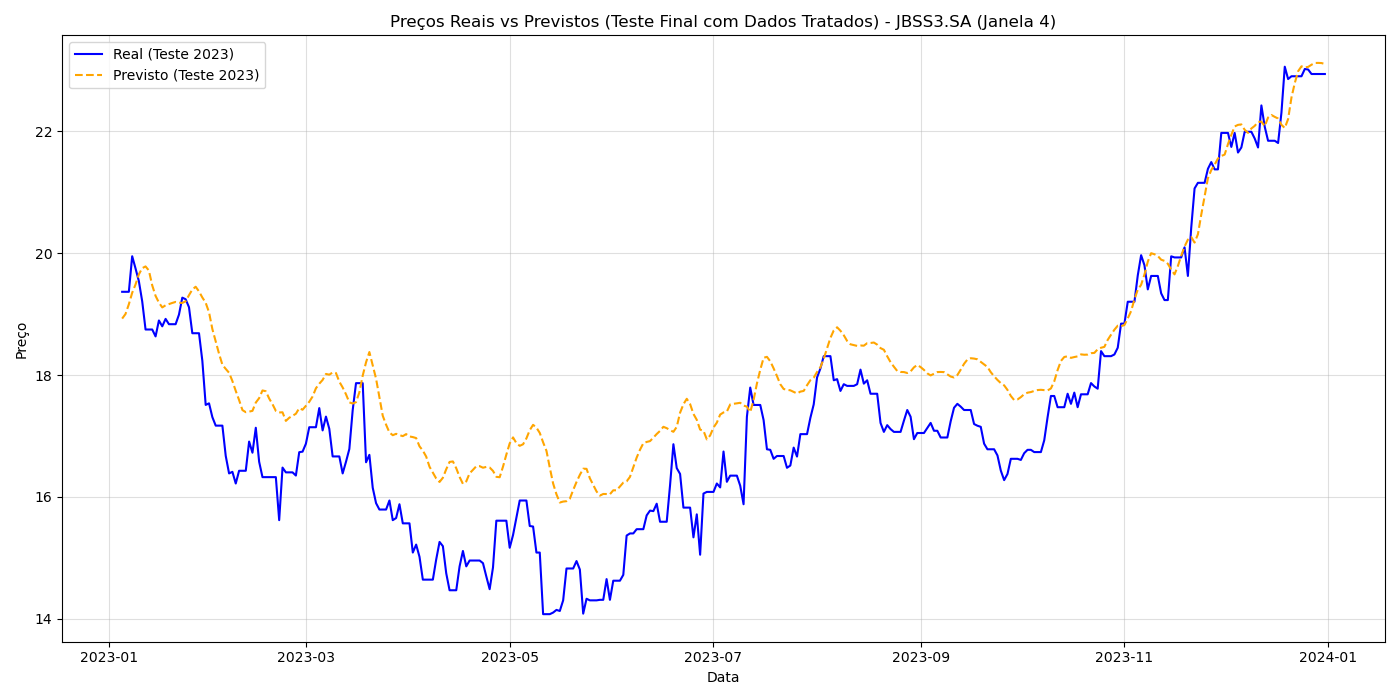 Preços Reais vs Previstos (Teste Final com Dados Tratados) - JBSS3.SA (Janela 4)
Real (Teste 2023)
Previsto (Teste 2023)
Preço
22
20
18
16
14
2023-01
2023-03
2023-05
2023-07
2023-09
2023-11
2024-01
Data